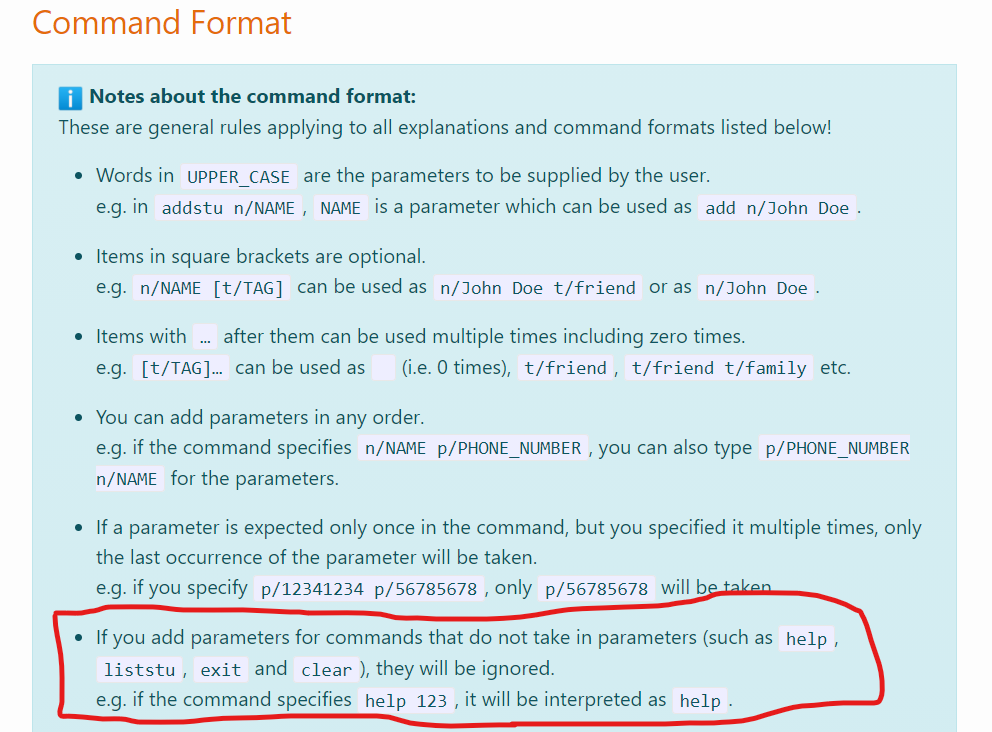 Command Format
i Notes about the command format:
These are general rules applying to all explanations and command formats listed below!
• Words in UPPER_CASE are the parameters to be supplied by the user.
e.g. in addstu n/NAME, NAME is a parameter which can be used as add n/John Doe.
• Items in square brackets are optional.
e.g. n/NAME [t/TAG] can be used as n/John Doe t/friend or as n/John Doe.
• Items with … after them can be used multiple times including zero times.
e.g. [t/TAG]… can be used as   (i.e. 0 times), t/friend, t/friend t/family etc.
• You can add parameters in any order.
e.g. if the command specifies n/NAME p/PHONE_NUMBER, you can also type p/PHONE_NUMBER
n/NAME for the parameters.
• If a parameter is expected only once in the command, but you specified it multiple times, only
the last occurrence of the parameter will be taken.
e.g. if you specify p/12341234 p/56785678, only p/56785678 will be taken.
• If you add parameters for commands that do not take in parameters (such as help,
liststu, exit and clear), they will be ignored.
e.g. if the command specifies help 123, it will be interpreted as help.